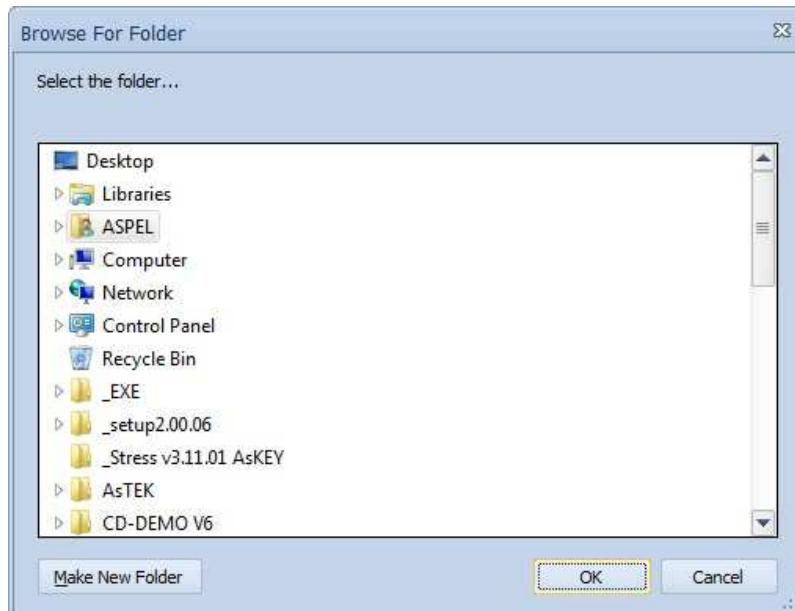 Browse For Folder
Select the folder...
Desktop
Libraries
ASPEL
Computer
Network
Control Panel
Recycle Bin
_EXE
_setup2.00.06
_Stress v3.11.01 AsKEY
AsTEK
CD-DEMO V6
Make New Folder OK Cancel